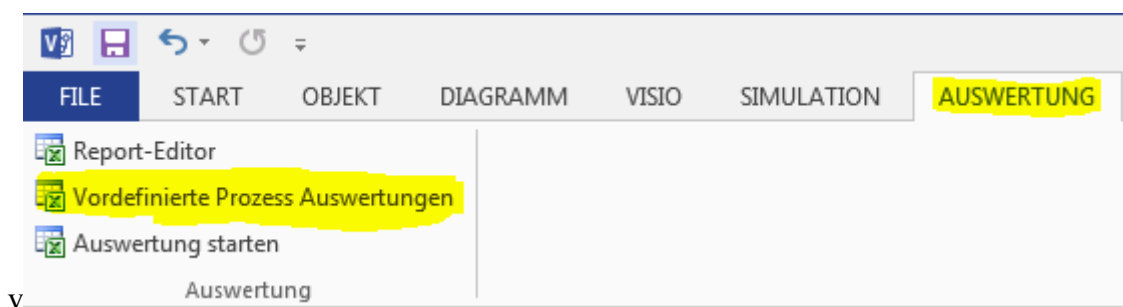 FILE START OBJEKT DIAGRAMM VISIO SIMULATION AUSWERTUNG
Report-Editor
Vordefinierte Prozess Auswertungen
Auswertung starten
Auswertung
v